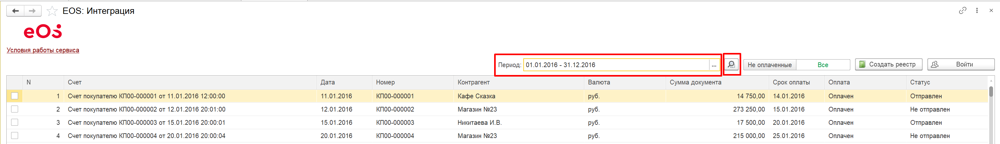 EOS: Интеграция
eos
Условия работы сервиса
Период: 01.01.2016 - 31.12.2016 ... Не оплаченные Все Создать реестр Войти
N Счет Дата Номер Контрагент Валюта Сумма документа Срок оплаты Оплата Статус
1 Счет покупателю КП00-000001 от 11.01.2016 12:00:00 11.01.2016 КП00-000001 Кафе Сказка руб. 14 750,00 14.01.2016 Оплачен Отправлен
2 Счет покупателю КП00-000002 от 12.01.2016 20:01:00 12.01.2016 КП00-000002 Магазин №23 руб. 273 250,00 15.01.2016 Оплачен Не отправлен
3 Счет покупателю КП00-000003 от 15.01.2016 20:00:01 15.01.2016 КП00-000003 Никитаева И.В. руб. 17 500,00 20.01.2016 Оплачен Отправлен
4 Счет покупателю КП00-000004 от 20.01.2016 20:00:04 20.01.2016 КП00-000004 Магазин №23 руб. 215 000,00 25.01.2016 Оплачен Не отправлен